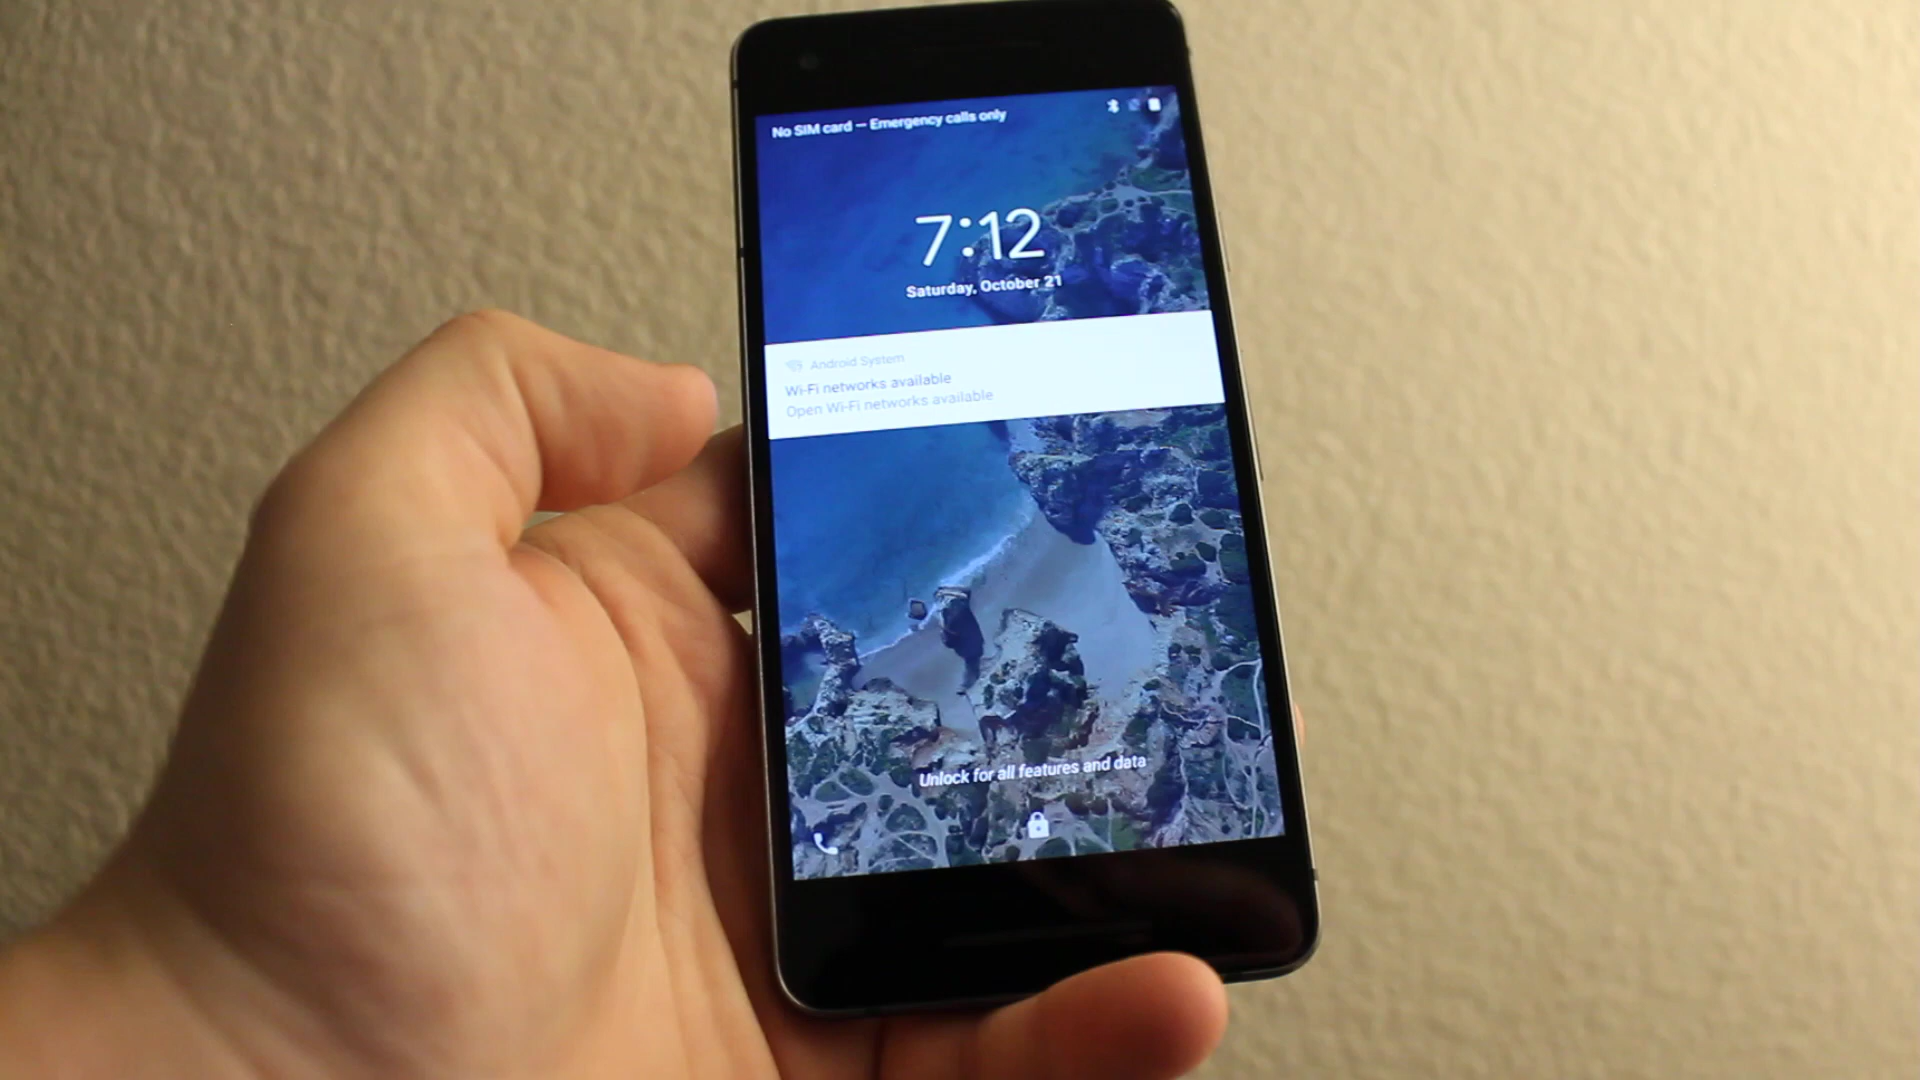 No SIM card — Emergency calls only
7:12
Saturday, October 21
Android System
Wi-Fi networks available
Open Wi-Fi networks available
Unlock for all features and data